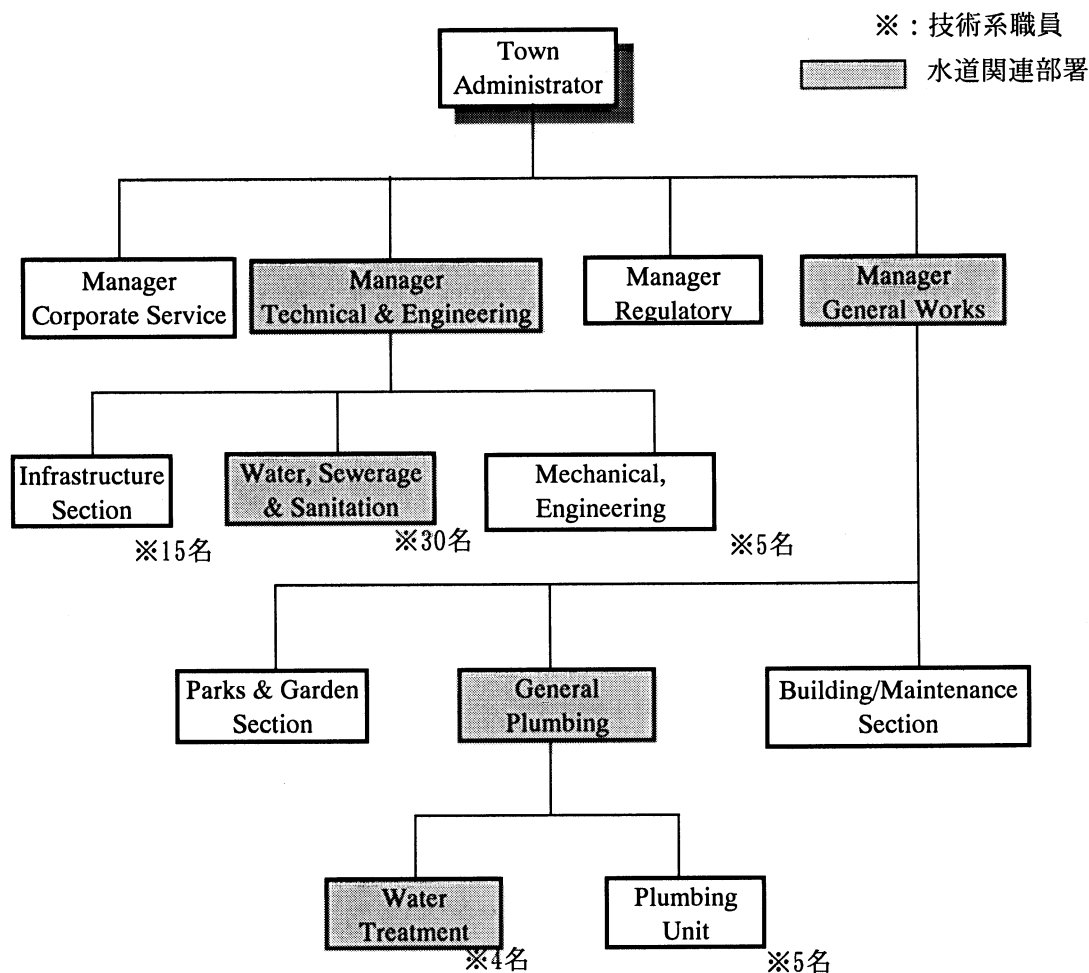 ※：技術系職員
水道関連部署
Town
Administrator
Manager
Corporate Service
Manager
Technical & Engineering
Manager
Regulatory
Manager
General Works
Infrastructure
Section
※15名
Water, Sewerage
& Sanitation
※30名
Mechanical,
Engineering
※5名
Parks & Garden
Section
General
Plumbing
Building/Maintenance
Section
Water
Treatment
※4名
Plumbing
Unit
※5名